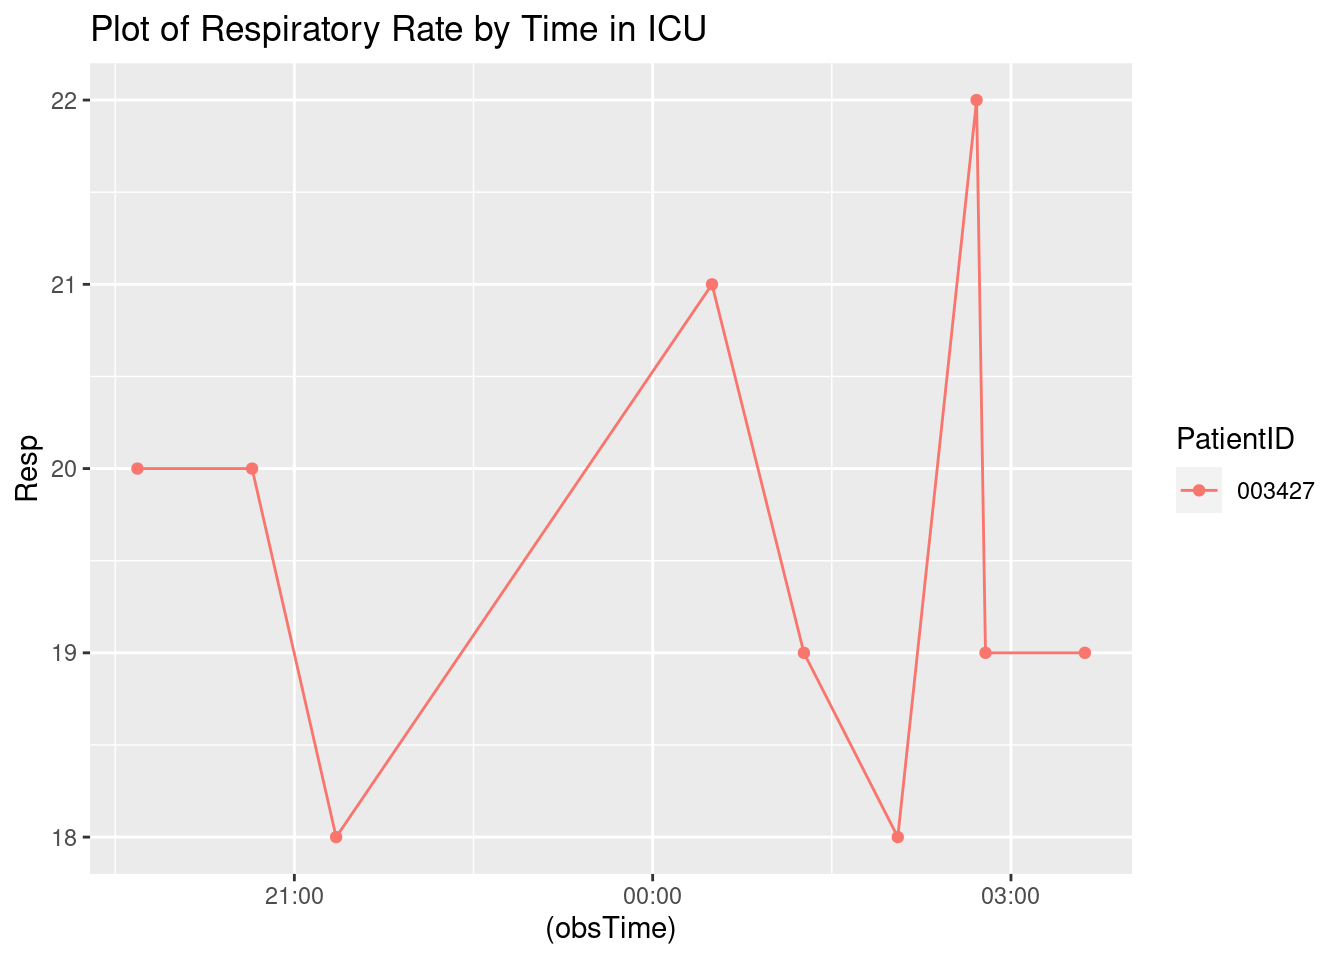 Plot of Respiratory Rate by Time in ICU
22
21
20
19
18
Resp
21:00
00:00
03:00
(obsTime)
PatientID
003427